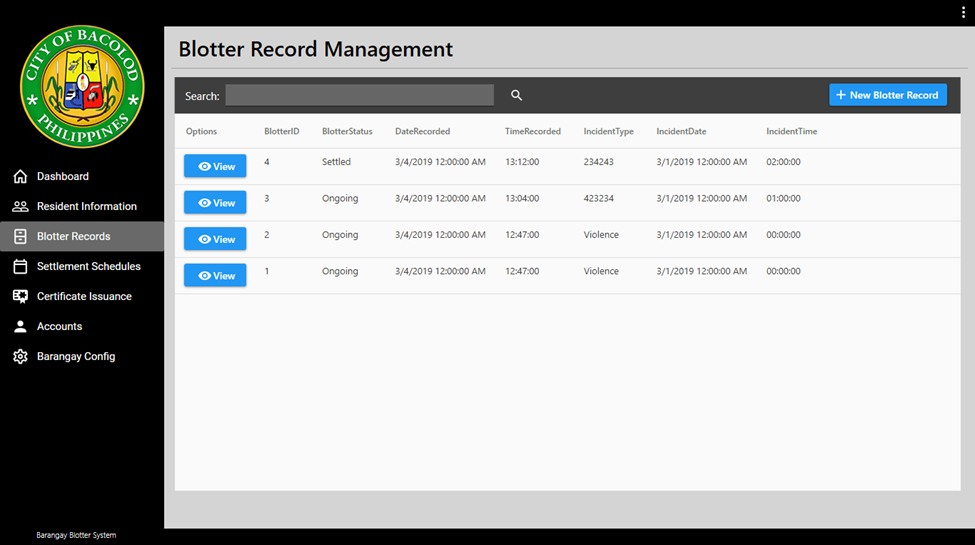 CITY OF BACOLOD
PHILIPPINES
Dashboard
Resident Information
Blotter Records
Settlement Schedules
Certificate Issuance
Accounts
Barangay Config
Barangay Blotter System
Blotter Record Management
Search: New Blotter Record
Options BlotterID BlotterStatus DateRecorded TimeRecorded IncidentType IncidentDate IncidentTime
View 4 Settled 3/4/2019 12:00:00 AM 13:12:00 234243 3/1/2019 12:00:00 AM 02:00:00
View 3 Ongoing 3/4/2019 12:00:00 AM 13:04:00 423234 3/1/2019 12:00:00 AM 01:00:00
View 2 Ongoing 3/4/2019 12:00:00 AM 12:47:00 Violence 3/1/2019 12:00:00 AM 00:00:00
View 1 Ongoing 3/4/2019 12:00:00 AM 12:47:00 Violence 3/1/2019 12:00:00 AM 00:00:00